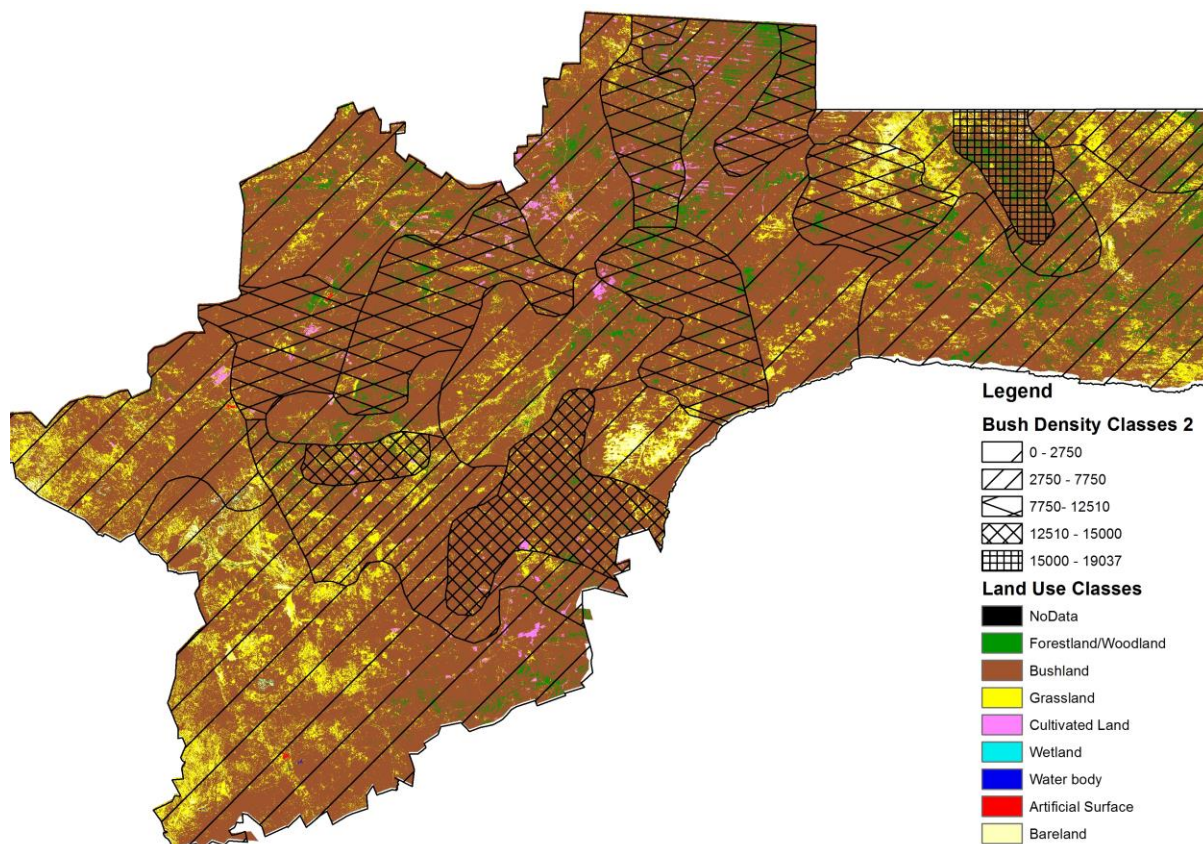 Legend
Bush Density Classes 2
0 - 2750
2750 - 7750
7750- 12510
12510 - 15000
15000 - 19037
Land Use Classes
NoData
Forestland/Woodland
Bushland
Grassland
Cultivated Land
Wetland
Water body
Artificial Surface
Bareland